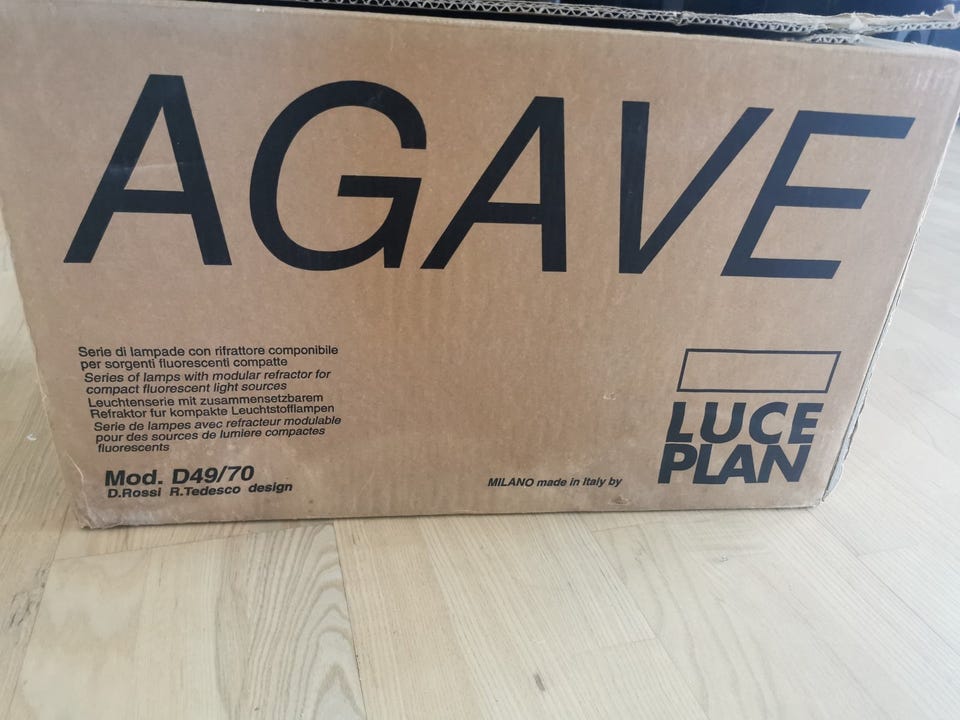 AGAVE
Serie di lampade con rifrattore componibile
per sorgenti fluorescenti compatte
Series of lamps with modular refractor for
compact fluorescent light sources
Leuchtenserie mit zusammensetzbarem
Refraktor fur kompakte Leuchtstofflampen
Serie de lampes avec refracteur modulable
pour des sources de lumiere compactes
fluorescents
Mod. D49/70
D.Rossi R.Tedesco design
MILANO made in Italy by
LUCE
PLAN